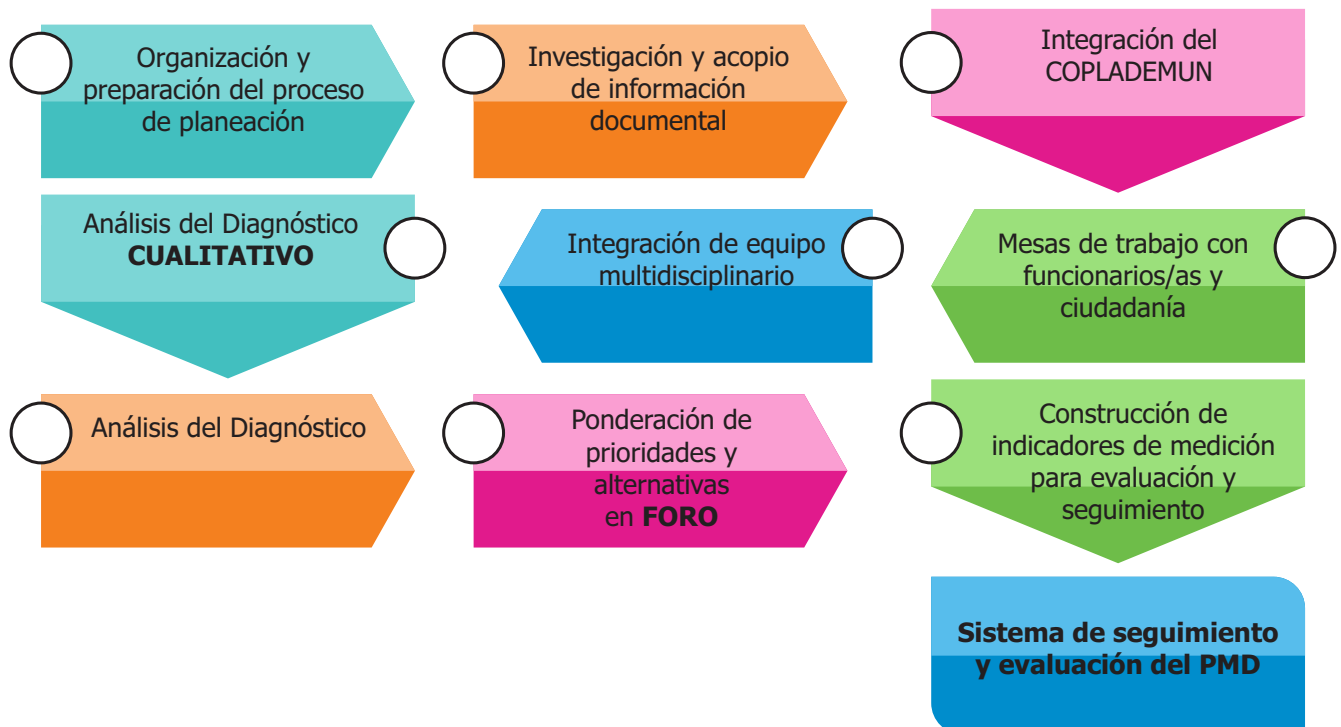 Organización y
preparación del proceso
de planeación
Investigación y acopio
de información
documental
Integración del
COPLADEMUN
Análisis del Diagnóstico
CUALITATIVO
Integración de equipo
multidisciplinario
Mesas de trabajo con
funcionarios/as y
ciudadanía
Análisis del Diagnóstico
Ponderación de
prioridades y
alternativas
en FORO
Construcción de
indicadores de medición
para evaluación y
seguimiento
Sistema de seguimiento
y evaluación del PMD